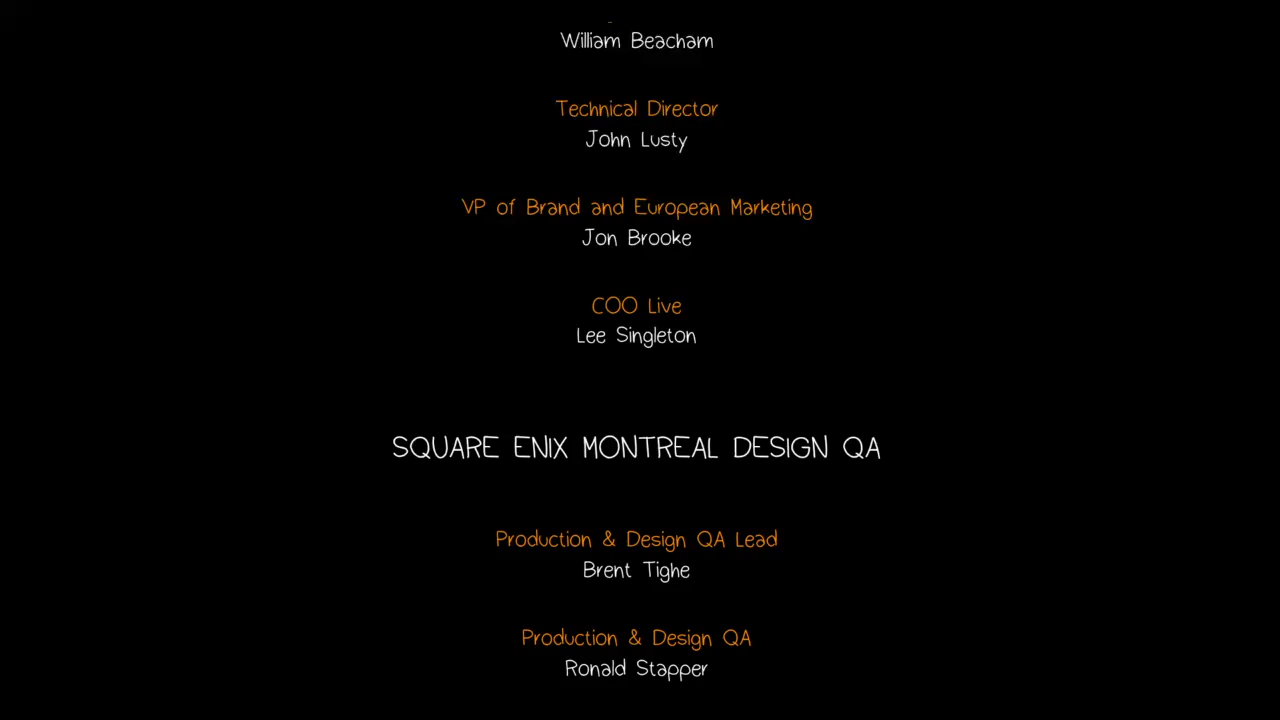 William Beacham
Technical Director
John Lusty
VP of Brand and European Marketing
Jon Brooke
COO Live
Lee Singleton
SQUARE ENIX MONTREAL DESIGN QA
Production & Design QA Lead
Brent Tighe
Production & Design QA
Ronald Stapper